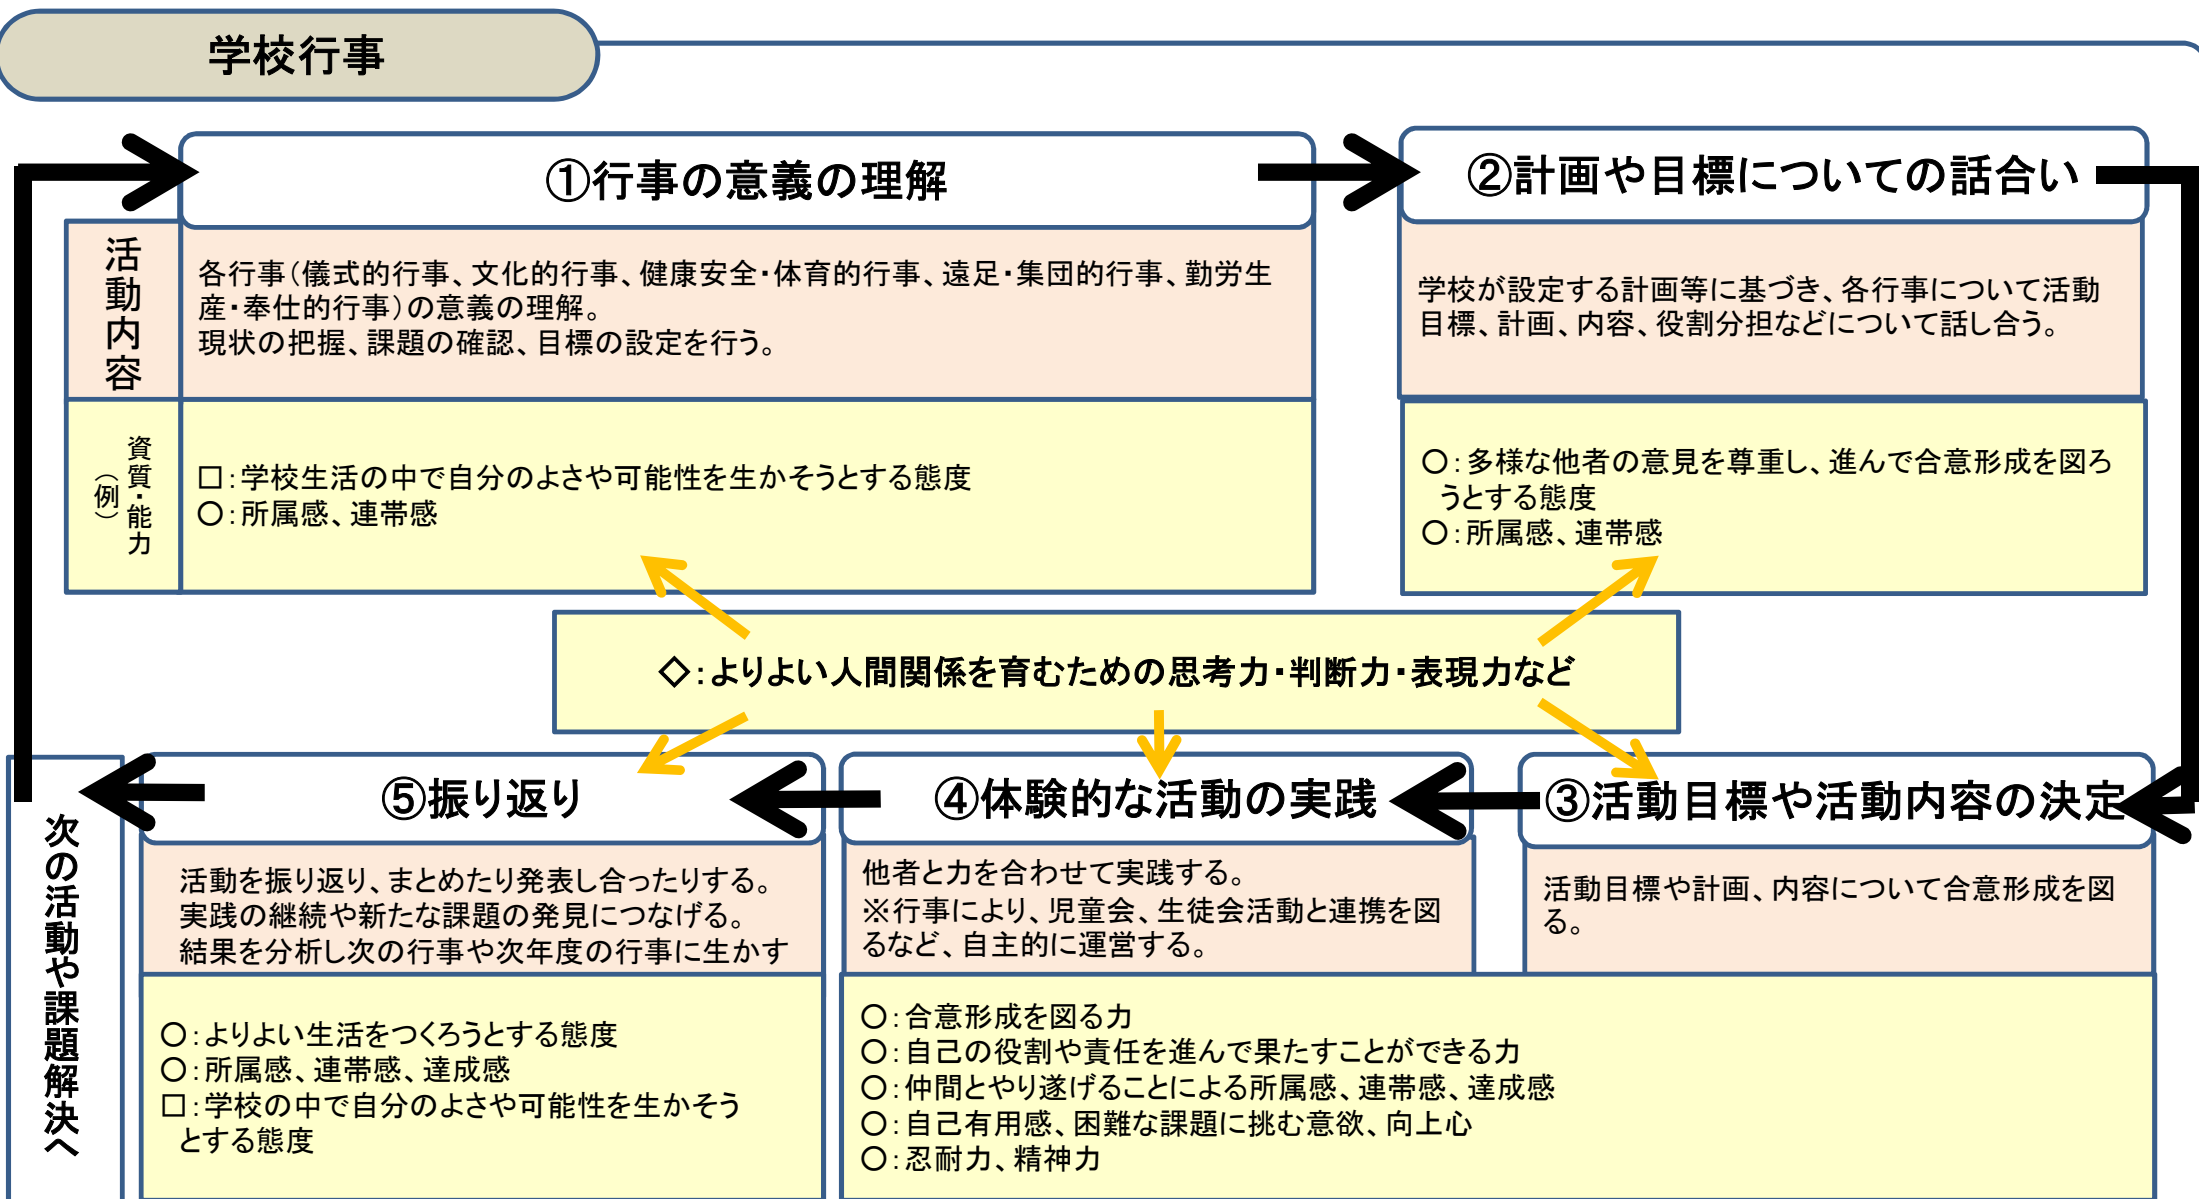 学校行事
①行事の意義の理解
活動内容
各行事(儀式的行事、文化的行事、健康安全・体育的行事、遠足・集団的行事、勤労生
産・奉仕的行事)の意義の理解。
現状の把握、課題の確認、目標の設定を行う。
資質・能力
(例)
□:学校生活の中で自分のよさや可能性を生かそうとする態度
○:所属感、連帯感
②計画や目標についての話合い
学校が設定する計画等に基づき、各行事について活動
目標、計画、内容、役割分担などについて話し合う。
○:多様な他者の意見を尊重し、進んで合意形成を図ろ
うとする態度
○:所属感、連帯感
◇:よりよい人間関係を育むための思考力・判断力・表現力など
③活動目標や活動内容の決定
活動目標や計画、内容について合意形成を図
る。
④体験的な活動の実践
他者と力を合わせて実践する。
※行事により、児童会、生徒会活動と連携を図
るなど、自主的に運営する。
○:合意形成を図る力
○:自己の役割や責任を進んで果たすことができる力
○:仲間とやり遂げることによる所属感、連帯感、達成感
○:自己有用感、困難な課題に挑む意欲、向上心
○:忍耐力、精神力
⑤振り返り
活動を振り返り、まとめたり発表し合ったりする。
実践の継続や新たな課題の発見につなげる。
結果を分析し次の行事や次年度の行事に生かす
○:よりよい生活をつくろうとする態度
○:所属感、連帯感、達成感
□:学校の中で自分のよさや可能性を生かそう
とする態度
次の活動や課題解決へ